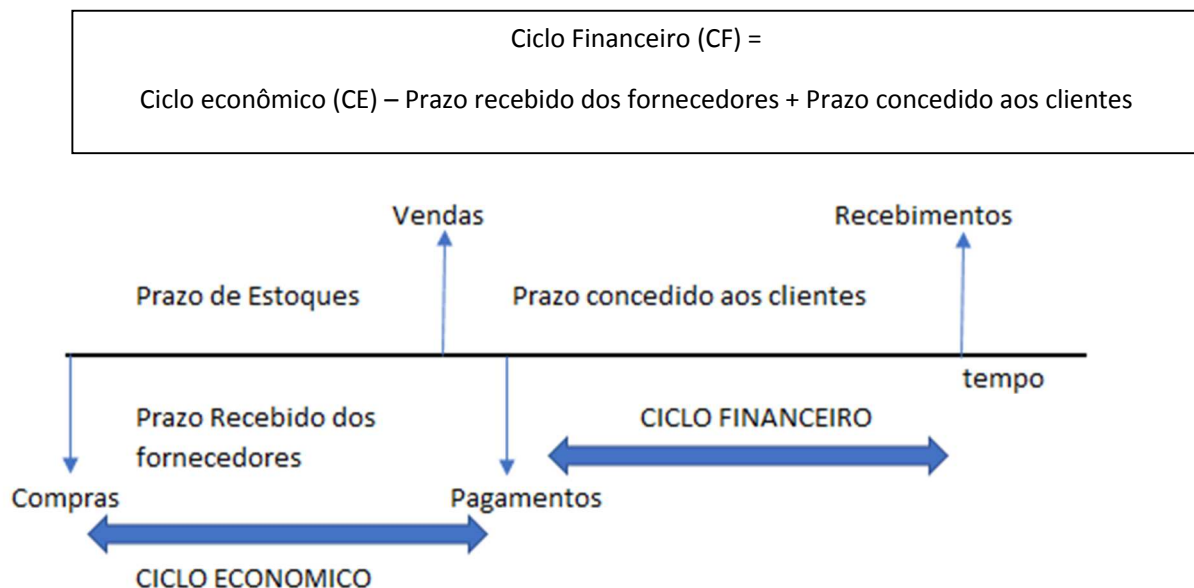 Ciclo Financeiro (CF) =
Ciclo econômico (CE) – Prazo recebido dos fornecedores + Prazo concedido aos clientes
Vendas
Recebimentos
Prazo de Estoques
Prazo concedido aos clientes
tempo
Prazo Recebido dos
fornecedores
CICLO FINANCEIRO
Compras
Pagamentos
CICLO ECONOMICO